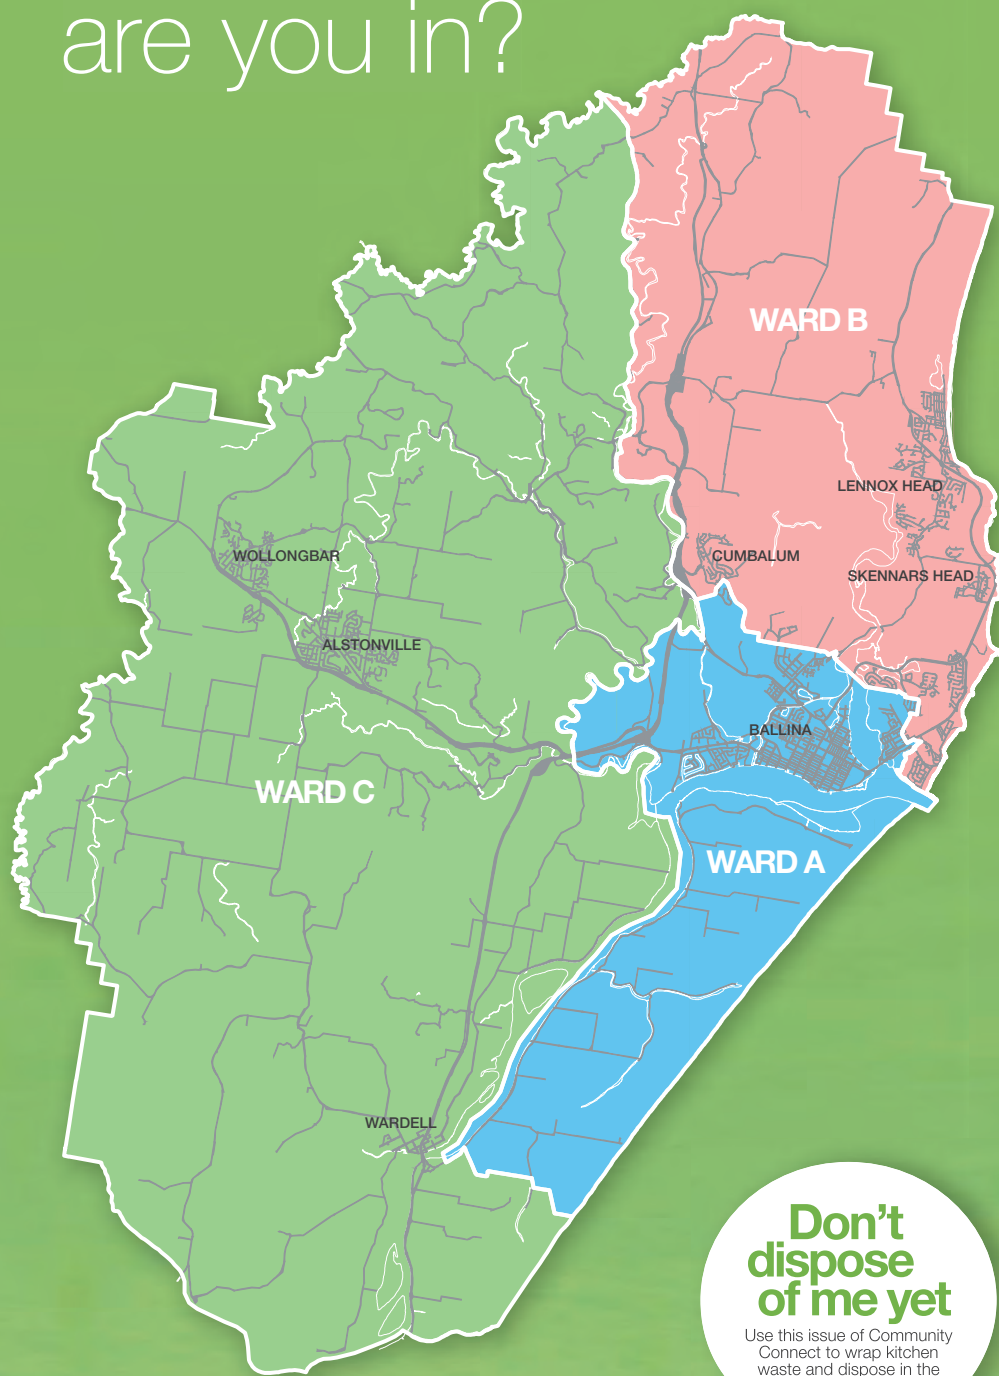 are you in?
WARD B
LENNOX HEAD
WOLLONGBAR
CUMBALUM
SKENNARS HEAD
ALSTONVILLE
BALLINA
WARD C
WARD A
WARDELL
Don't
dispose
of me yet
Use this issue of Community
Connect to wrap kitchen
waste and dispose in the